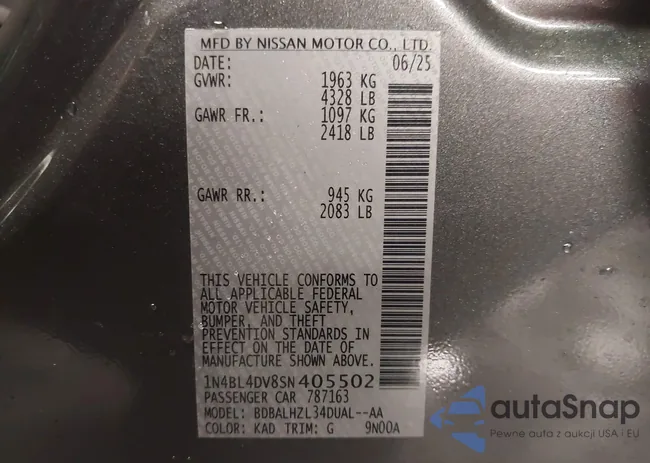 MFD BY NISSAN MOTOR CO., LTD.
DATE: 06/25
GVWR: 1963 KG
4328 LB
GAWR FR.: 1097 KG
2418 LB
GAWR RR.: 945 KG
2083 LB
THIS VEHICLE CONFORMS TO
ALL APPLICABLE FEDERAL
MOTOR VEHICLE SAFETY,
BUMPER, AND THEFT
PREVENTION STANDARDS IN
EFFECT ON THE DATE OF
MANUFACTURE SHOWN ABOVE.
1N4BL4DV8SN405502
PASSENGER CAR 787163
MODEL: BDBALHZL34DUAL--AA
COLOR: KAD TRIM: G 9N00A
autaSnap
Pewne auta z aukcji USA i EU